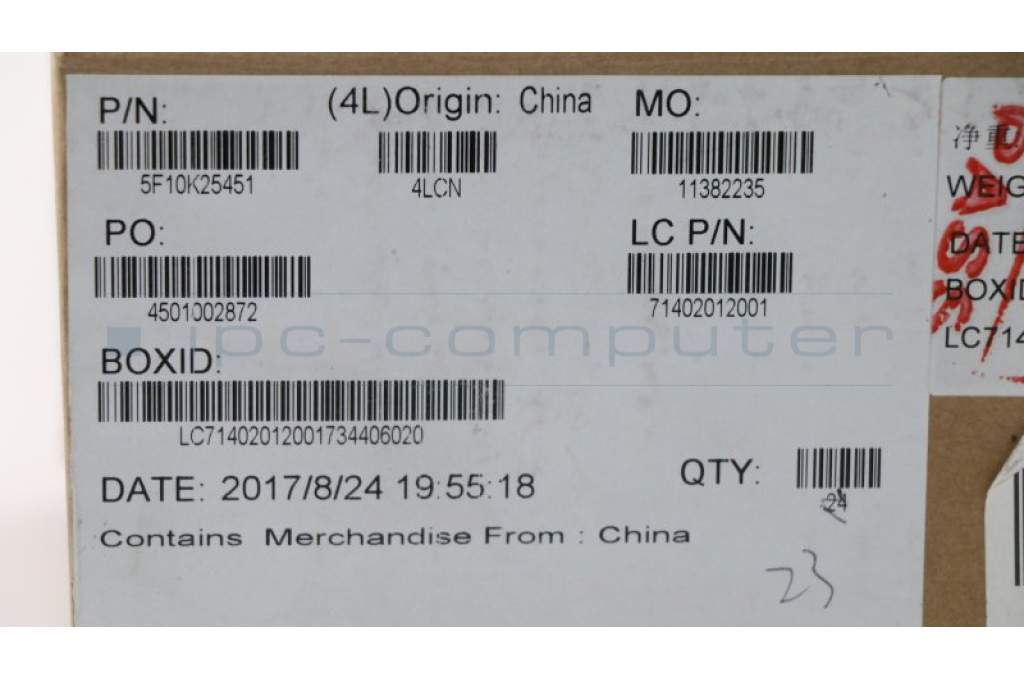 P/N:
(4L)Origin: China
MO:
5F10K25451
4LCN
11382235
PO:
LC P/N:
4501002872
71402012001
ipc-computer
BOXID:
LC71402012001734406020
DATE: 2017/8/24 19:55:18
QTY:
24
Contains Merchandise From : China
23
净重
WEIG
DATE
BOXID
LC714
PASS